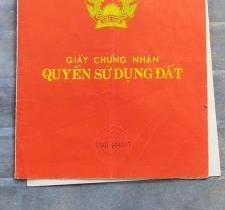 GIẤY CHỨNG NHẬN
QUYỀN SỬ DỤNG ĐẤT